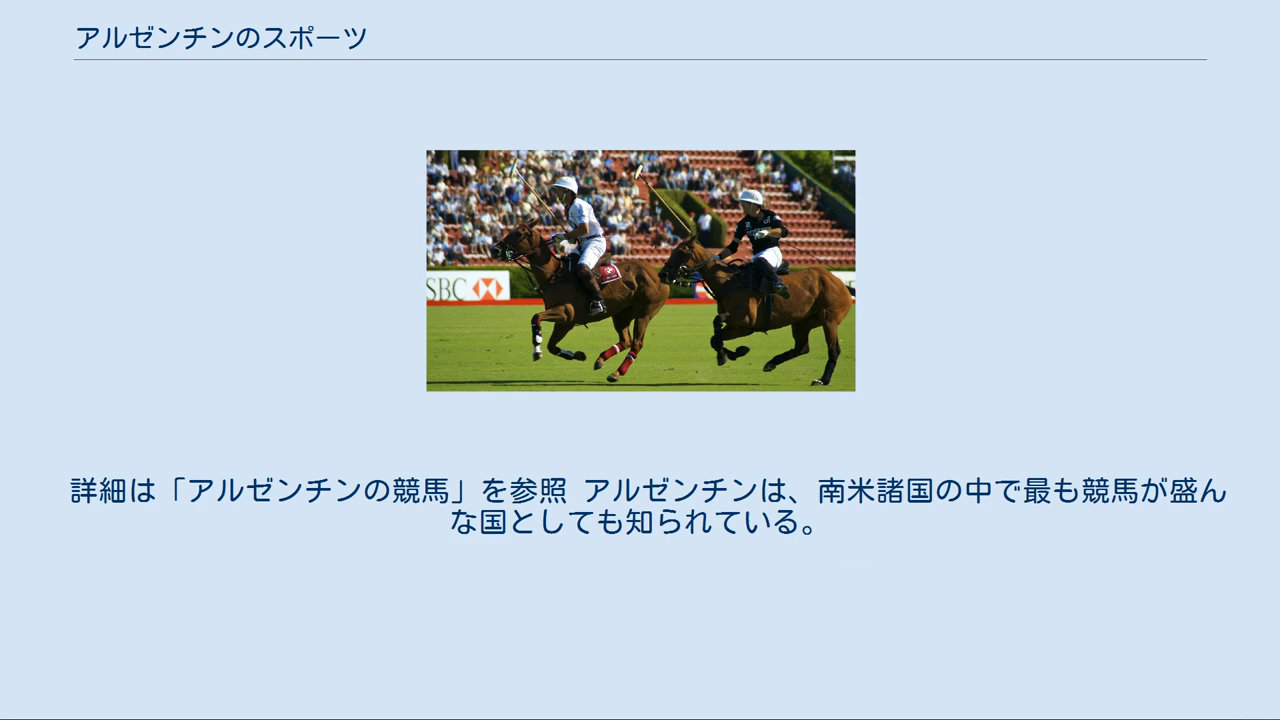 アルゼンチンのスポーツ
SBC
詳細は「アルゼンチンの競馬」を参照 アルゼンチンは、南米諸国の中で最も競馬が盛ん
な国としても知られている。